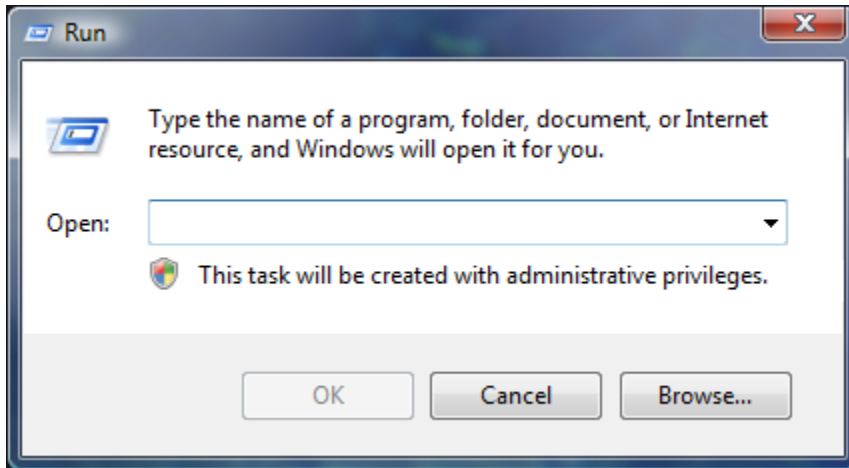 Run
Type the name of a program, folder, document, or Internet
resource, and Windows will open it for you.
Open:
This task will be created with administrative privileges.
OK Cancel Browse...